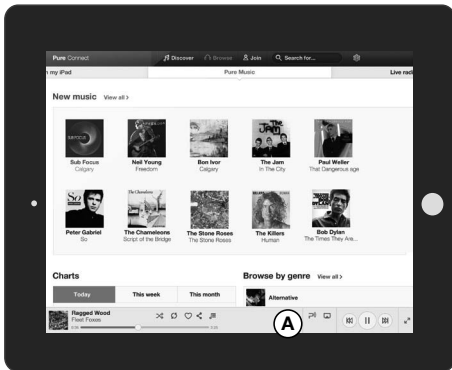 Pure Connect Discover Browse Join Search for...
n my iPad Pure Music Live radi
New music View all >
Sub Focus Neil Young Bon Ivor The Jam Paul Weller
Calgary Freedom Calgary In The City That Dangerous age
Peter Gabriel The Chameleons The Stone Roses The Killers Bob Dylan
So Script of the Bridge The Stone Roses Human The Times They Are...
Charts Browse by genre View all >
Today This week This month Alternative
Ragged Wood
Fleet Foxes
A